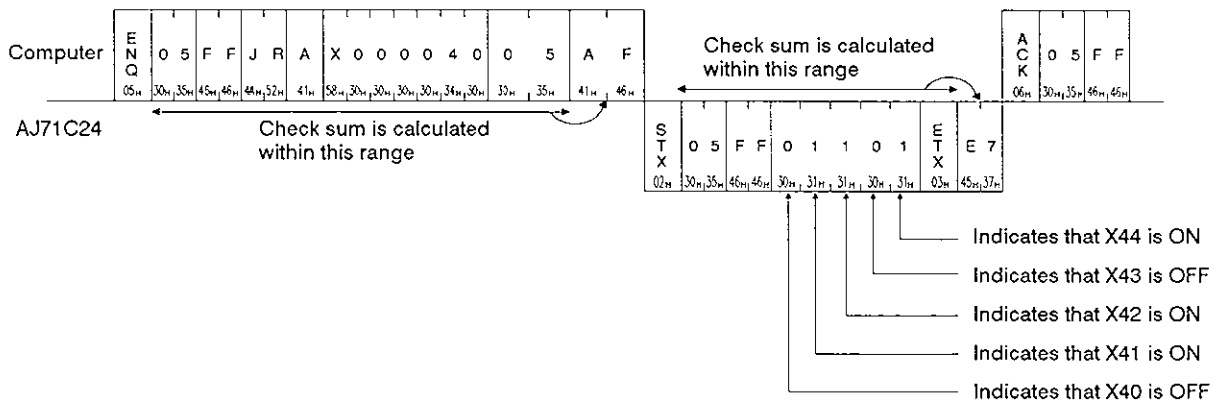 Computer ENQ 0 5 F F J R A X 0 0 0 0 4 0 0 5 A F
05H 30H 35H 46H 46H 4AH 52H 41H 58H 30H 30H 30H 30H 34H 30H 30H 35H 41H 46H
Check sum is calculated
within this range
ACK 0 5 F F
06H 30H 35H 46H 46H
AJ71C24
Check sum is calculated
within this range
STX 0 5 F F 0 1 1 0 1 ETX E 7
02H 30H 35H 46H 46H 30H 31H 31H 30H 31H 03H 45H 37H
Indicates that X44 is ON
Indicates that X43 is OFF
Indicates that X42 is ON
Indicates that X41 is ON
Indicates that X40 is OFF